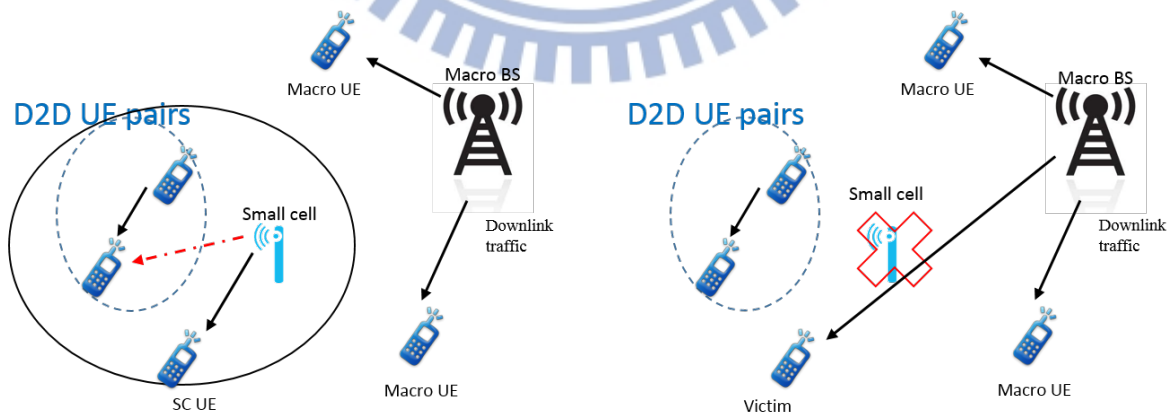 Macro UE
Macro BS
D2D UE pairs
Small cell
Downlink
traffic
SC UE
Macro UE
Macro UE
Macro BS
D2D UE pairs
Small cell
Downlink
traffic
Victim
Macro UE